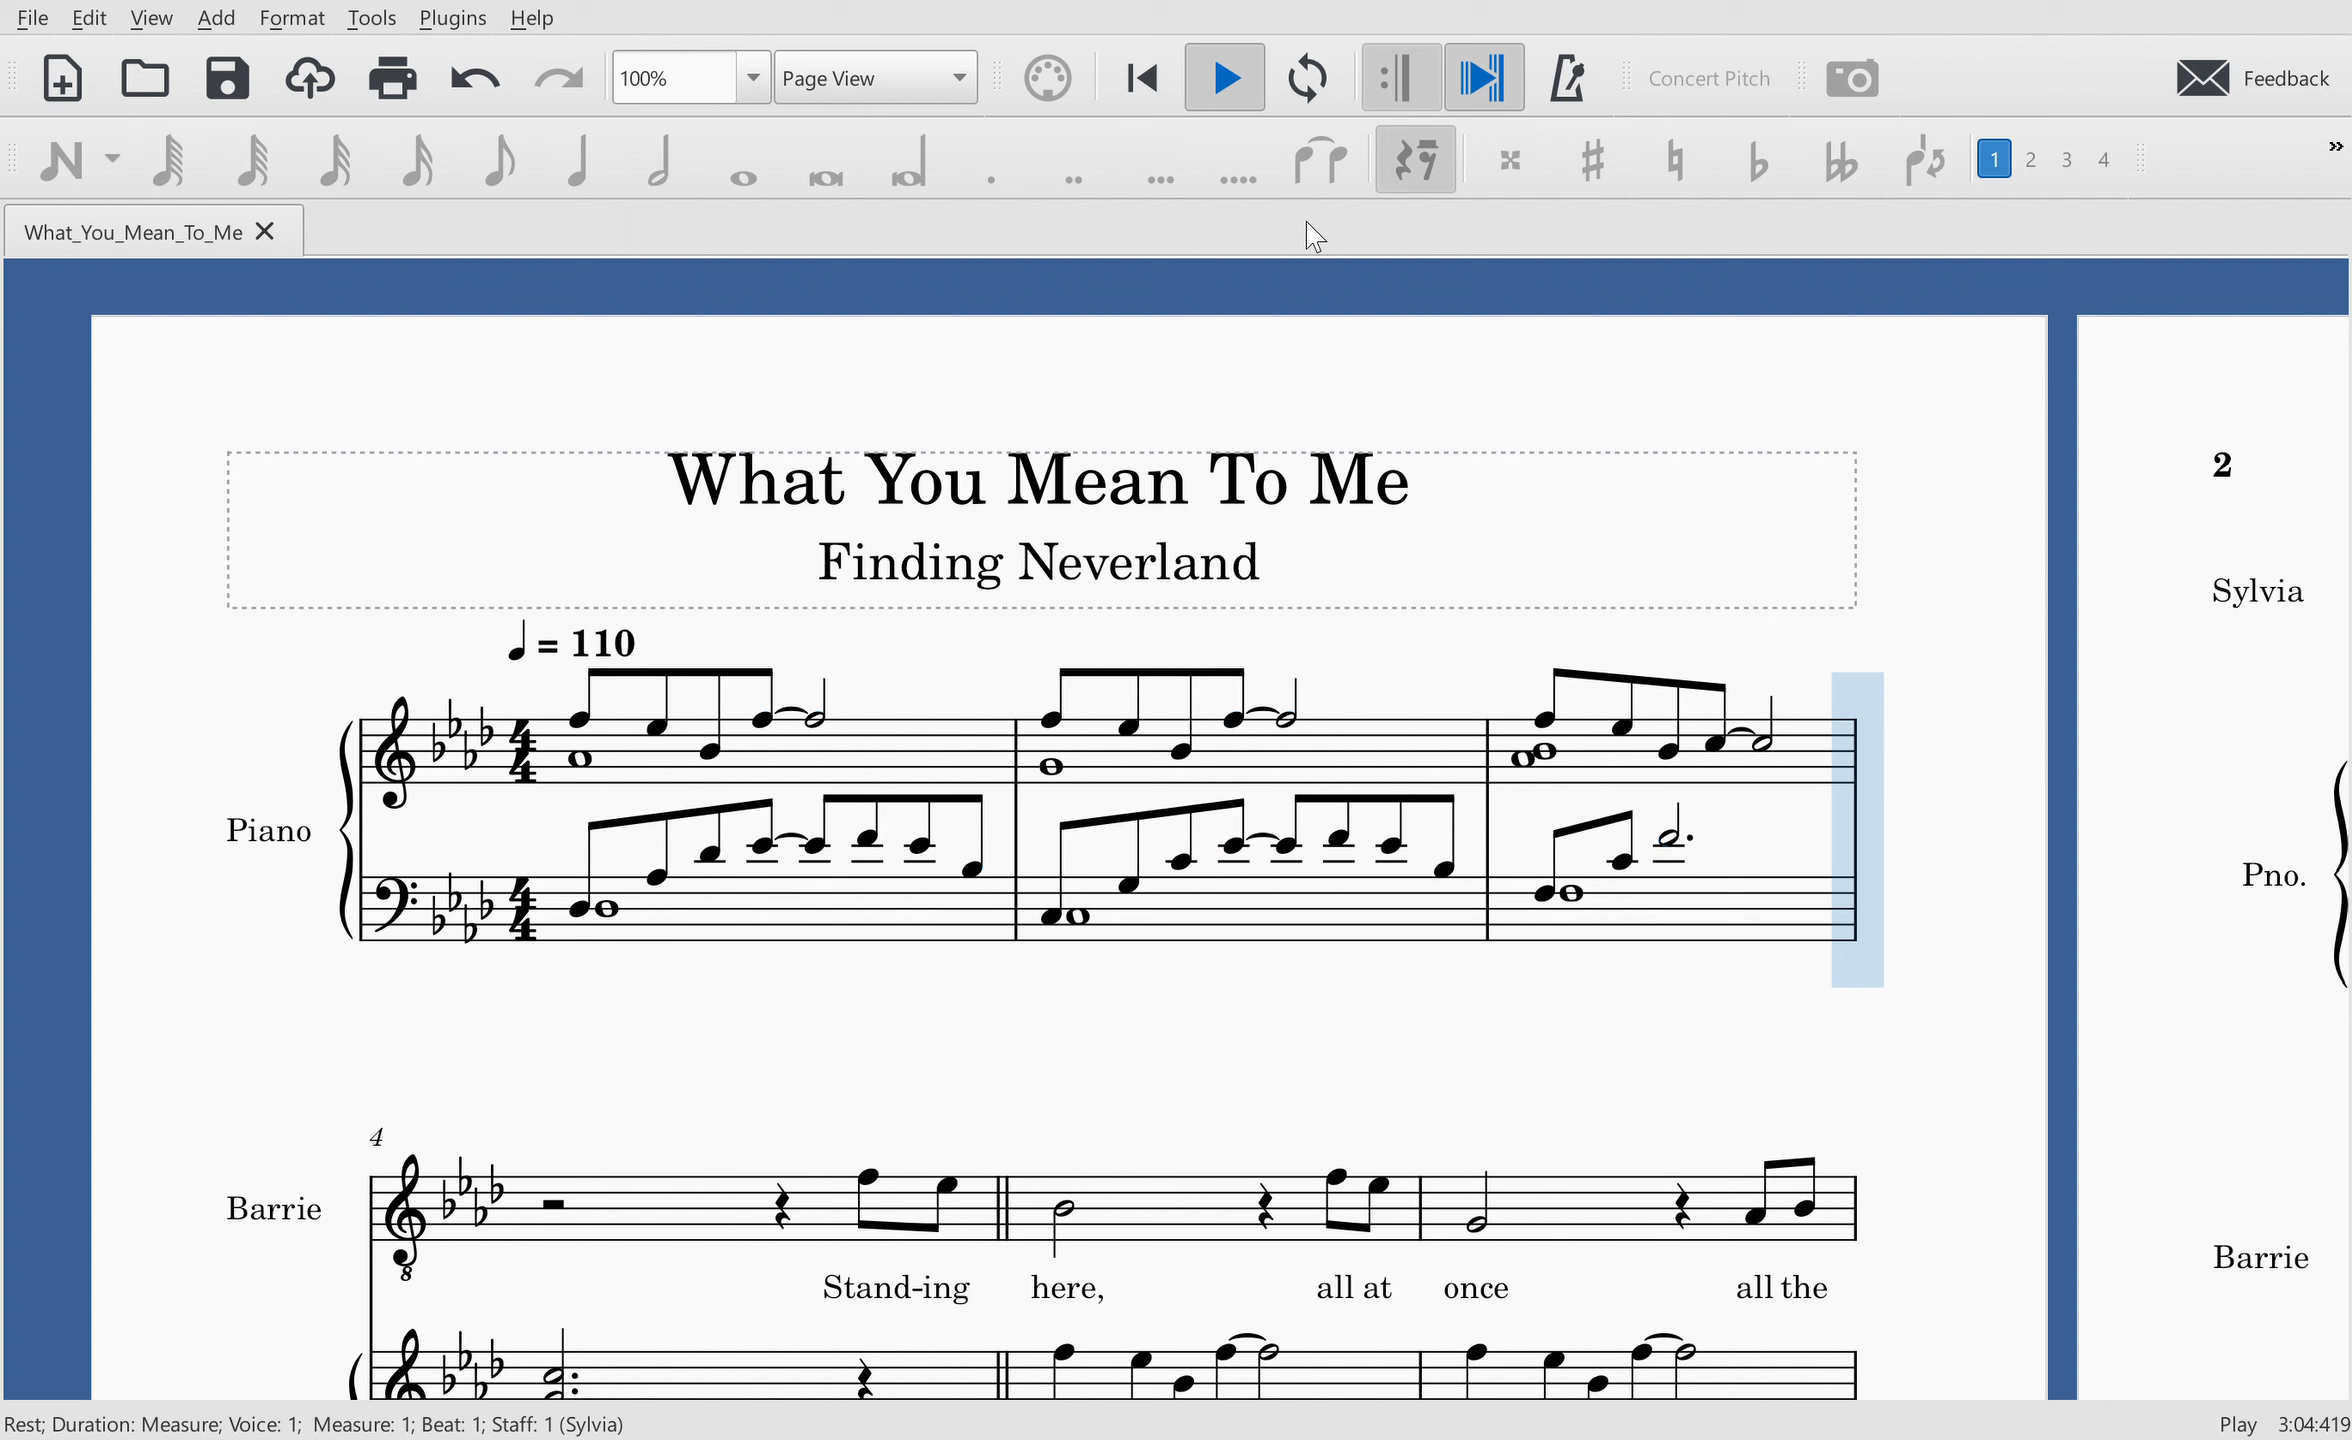 File Edit View Add Format Tools Plugins Help
100% Page View Concert Pitch Feedback
1 2 3 4 »
What_You_Mean_To_Me
What You Mean To Me
Finding Neverland
= 110
Piano
4
Barrie
Stand-ing here, all at once all the
2
Sylvia
Pno.
Barrie
Rest; Duration: Measure; Voice: 1; Measure: 1; Beat: 1; Staff: 1 (Sylvia)
Play 3:04:419